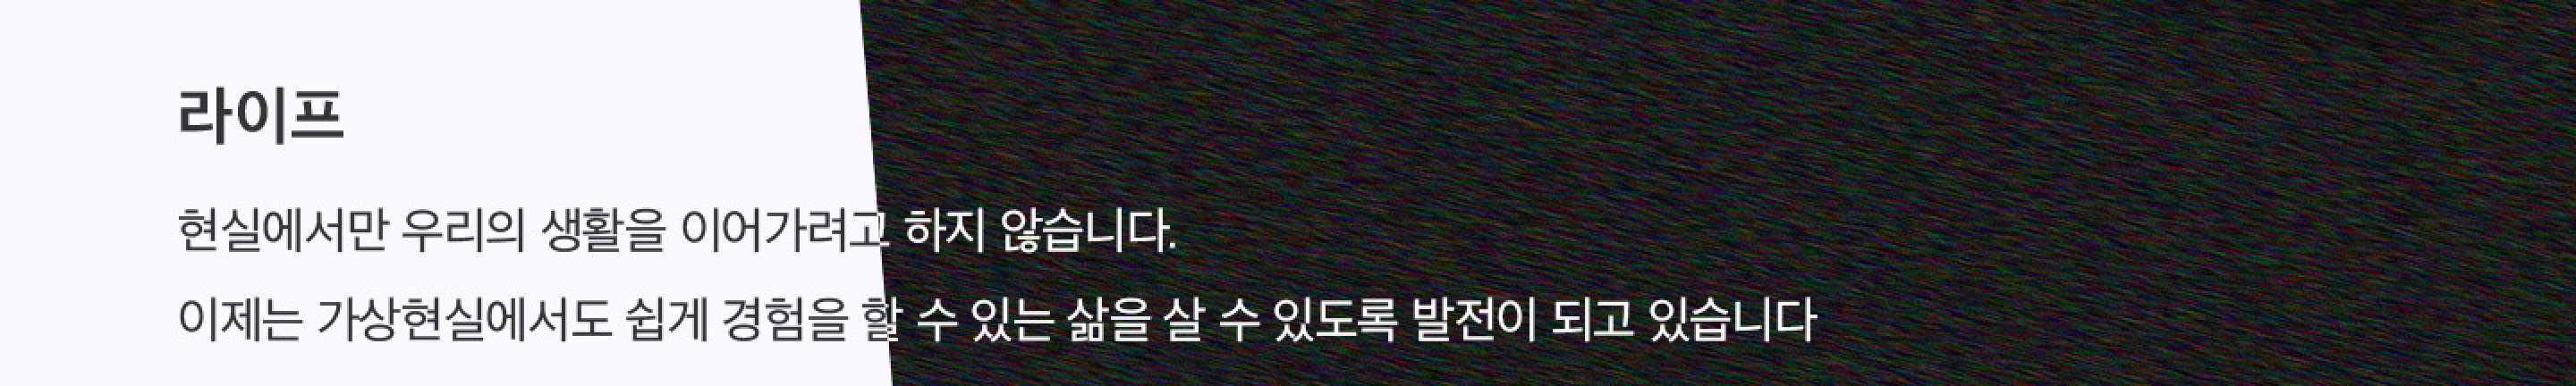 라이프
현실에서만 우리의 생활을 이어가려고 하지 않습니다.
이제는 가상현실에서도 쉽게 경험을 할 수 있는 삶을 살 수 있도록 발전이 되고 있습니다